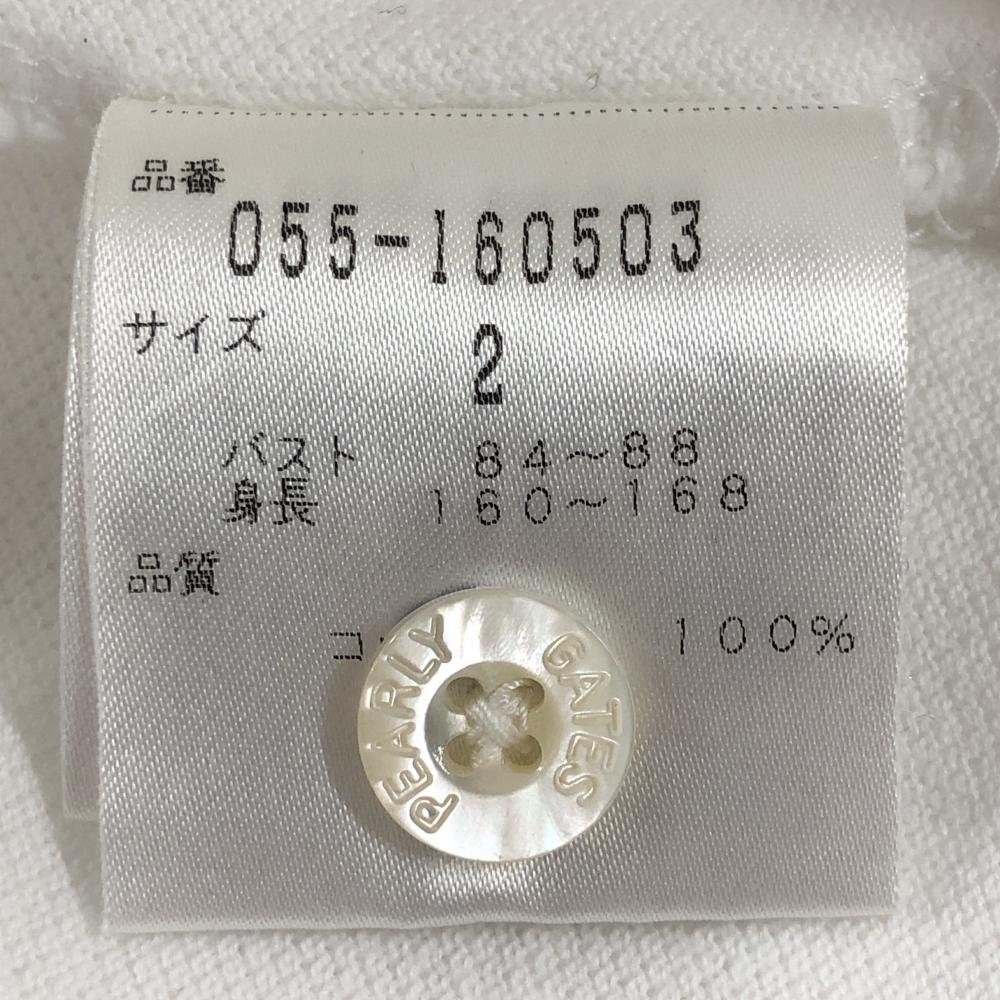 品番
055-160503
サイズ
2
バスト 84~88
身長 160~168
品質
100%
PEARLY GATES